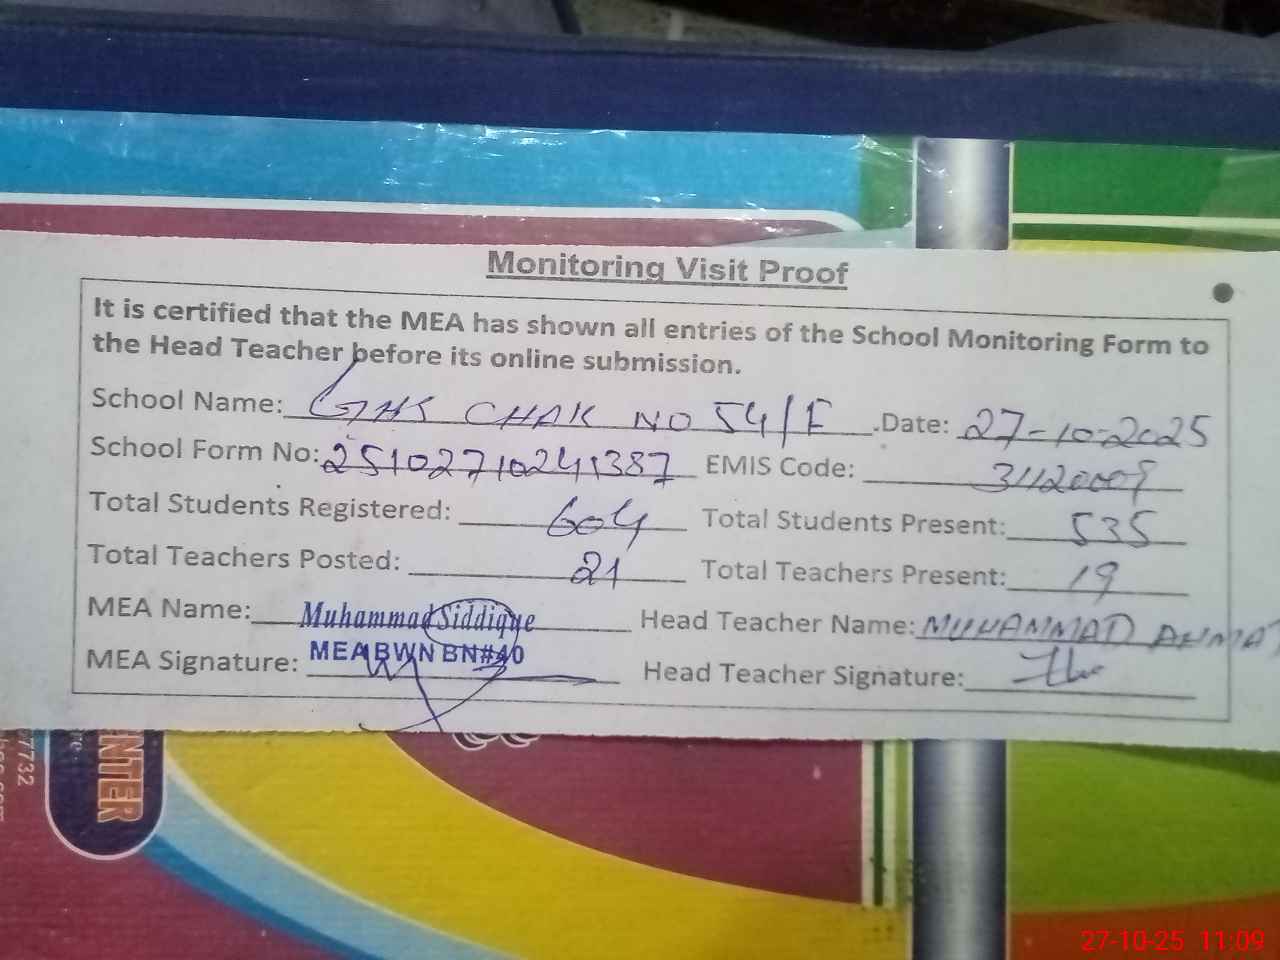 Monitoring Visit Proof
It is certified that the MEA has shown all entries of the School Monitoring Form to
the Head Teacher before its online submission.
School Name: GHS CHAK NO 54/F .Date: 27-10-2025
School Form No: 25102710241387 EMIS Code: 31120009
Total Students Registered: 604 Total Students Present: 535
Total Teachers Posted: 21 Total Teachers Present: 19
MEA Name: Muhammad Siddique Head Teacher Name: MUHAMMAD AHMA
MEA Signature: MEA BWN BN#40 Head Teacher Signature:
ENTER
7732
27-10-25 11:09